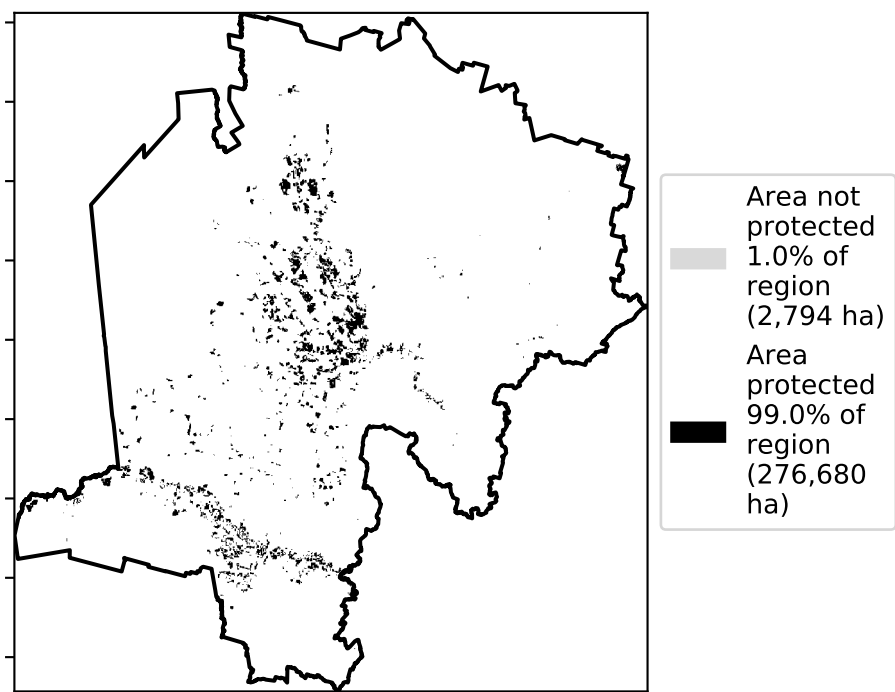 Area not
protected
1.0% of
region
(2,794 ha)
Area
protected
99.0% of
region
(276,680
ha)